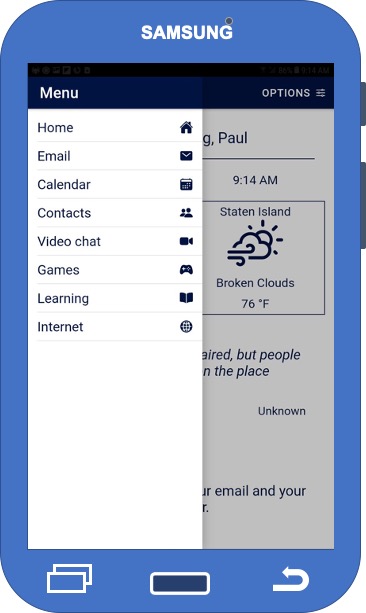 SAMSUNG
86% 9:14 AM
Menu
OPTIONS
Home
g, Paul
Email
Calendar
9:14 AM
Contacts
Staten Island
Video chat
Games
Broken Clouds
Learning
76 °F
Internet
aired, but people
n the place
Unknown
ur email and your
r.